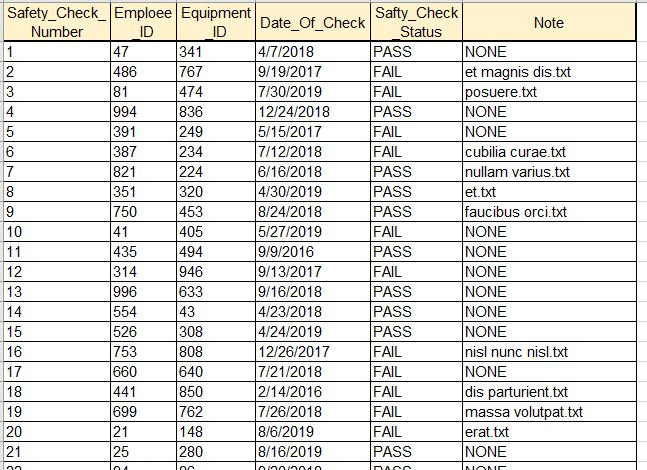 Safety_Check_Number Emploee_ID Equipment_ID Date_Of_Check Safty_Check_Status Note
1 47 341 4/7/2018 PASS NONE
2 486 767 9/19/2017 FAIL et magnis dis.txt
3 81 474 7/30/2019 FAIL posuere.txt
4 994 836 12/24/2018 PASS NONE
5 391 249 5/15/2017 FAIL NONE
6 387 234 7/12/2018 FAIL cubilia curae.txt
7 821 224 6/16/2018 PASS nullam varius.txt
8 351 320 4/30/2019 PASS et.txt
9 750 453 8/24/2018 PASS faucibus orci.txt
10 41 405 5/27/2019 FAIL NONE
11 435 494 9/9/2016 PASS NONE
12 314 946 9/13/2017 FAIL NONE
13 996 633 9/16/2018 PASS NONE
14 554 43 4/23/2018 PASS NONE
15 526 308 4/24/2019 PASS NONE
16 753 808 12/26/2017 FAIL nisl nunc nisl.txt
17 660 640 7/21/2018 FAIL NONE
18 441 850 2/14/2016 FAIL dis parturient.txt
19 699 762 7/26/2018 FAIL massa volutpat.txt
20 21 148 8/6/2019 FAIL erat.txt
21 25 280 8/16/2019 PASS NONE